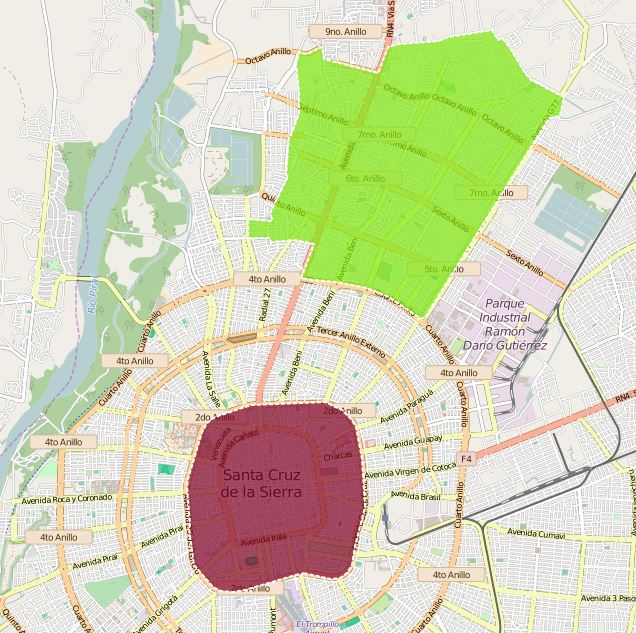 9no. Anillo
RN4: Via S
Octavo Anillo
Octavo Anillo
Octavo Anillo
Octavo Anillo
Avenida G77
Séptimo Anillo
7mo. Anillo
Avenida
6to. Anillo
7mo. Anillo
Quinto Anillo
Sexto Anillo
Avenida Beni
Sexto Anillo
5to. Anillo
4to Anillo
Río Piraí
Radial 27
Avenida Beni
Parque
Industrial
Ramón
Darío Gutiérrez
Cuarto Anillo
Tercer Anillo Externo
Cuarto Anillo
4to Anillo
Avenida La Salle
Avenida Beni
4to Anillo
Cuarto Anillo
Avenida Paraguá
Cuarto Anillo
RN4: S
2do Anillo
2do Anillo
4to Anillo
Venezuela
Avenida Cañoto
Avenida Guapay
Charcas
F4
Santa Cruz
de la Sierra
Avenida Virgen de Cotoca
Avenida Roca y Coronado
Avenida Brasil
Cuarto Anillo
4to Anillo
Avenida Piraí
Avenida Irala
Avenida Cumavi
Avenida Piraí
4to Anillo
2do Anillo
Avenida Grigotá
Cuarto Anillo
Avenida 3 Pasos
Quinto Anillo
El Trompillo